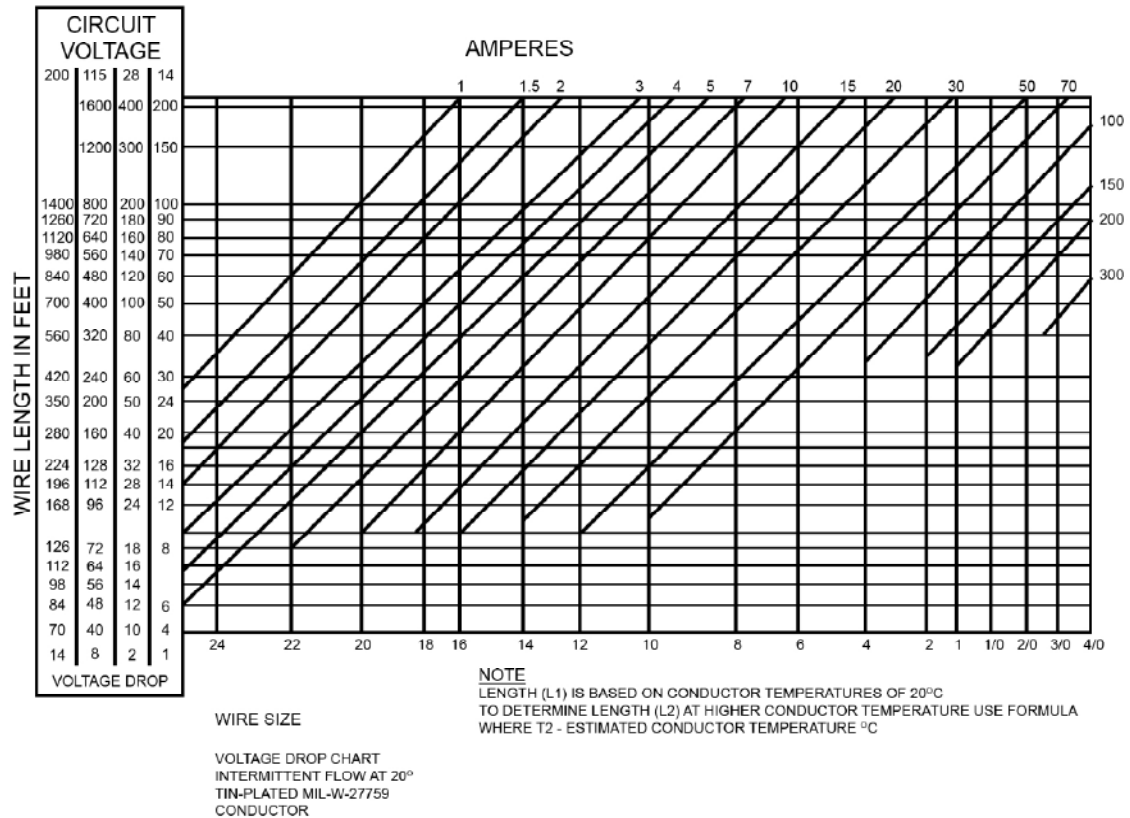 CIRCUIT
VOLTAGE
200 115 28 14
AMPERES
1 1.5 2 3 4 5 7 10 15 20 30 50 70
1600 400 200
100
1200 300 150
150
1400 800 200 100
200
1260 720 180 90
1120 640 160 80
980 560 140 70
300
840 480 120 60
700 400 100 50
560 320 80 40
420 240 60 30
350 200 50 24
280 160 40 20
224 128 32 16
196 112 28 14
168 96 24 12
126 72 18 8
112 64 16
98 56 14
84 48 12 6
70 40 10 4
14 8 2 1
VOLTAGE DROP
WIRE LENGTH IN FEET
24 22 20 18 16 14 12 10 8 6 4 2 1 1/0 2/0 3/0 4/0
NOTE
LENGTH (L1) IS BASED ON CONDUCTOR TEMPERATURES OF 20°C
TO DETERMINE LENGTH (L2) AT HIGHER CONDUCTOR TEMPERATURE USE FORMULA
WHERE T2 - ESTIMATED CONDUCTOR TEMPERATURE °C
WIRE SIZE
VOLTAGE DROP CHART
INTERMITTENT FLOW AT 20°
TIN-PLATED MIL-W-27759
CONDUCTOR